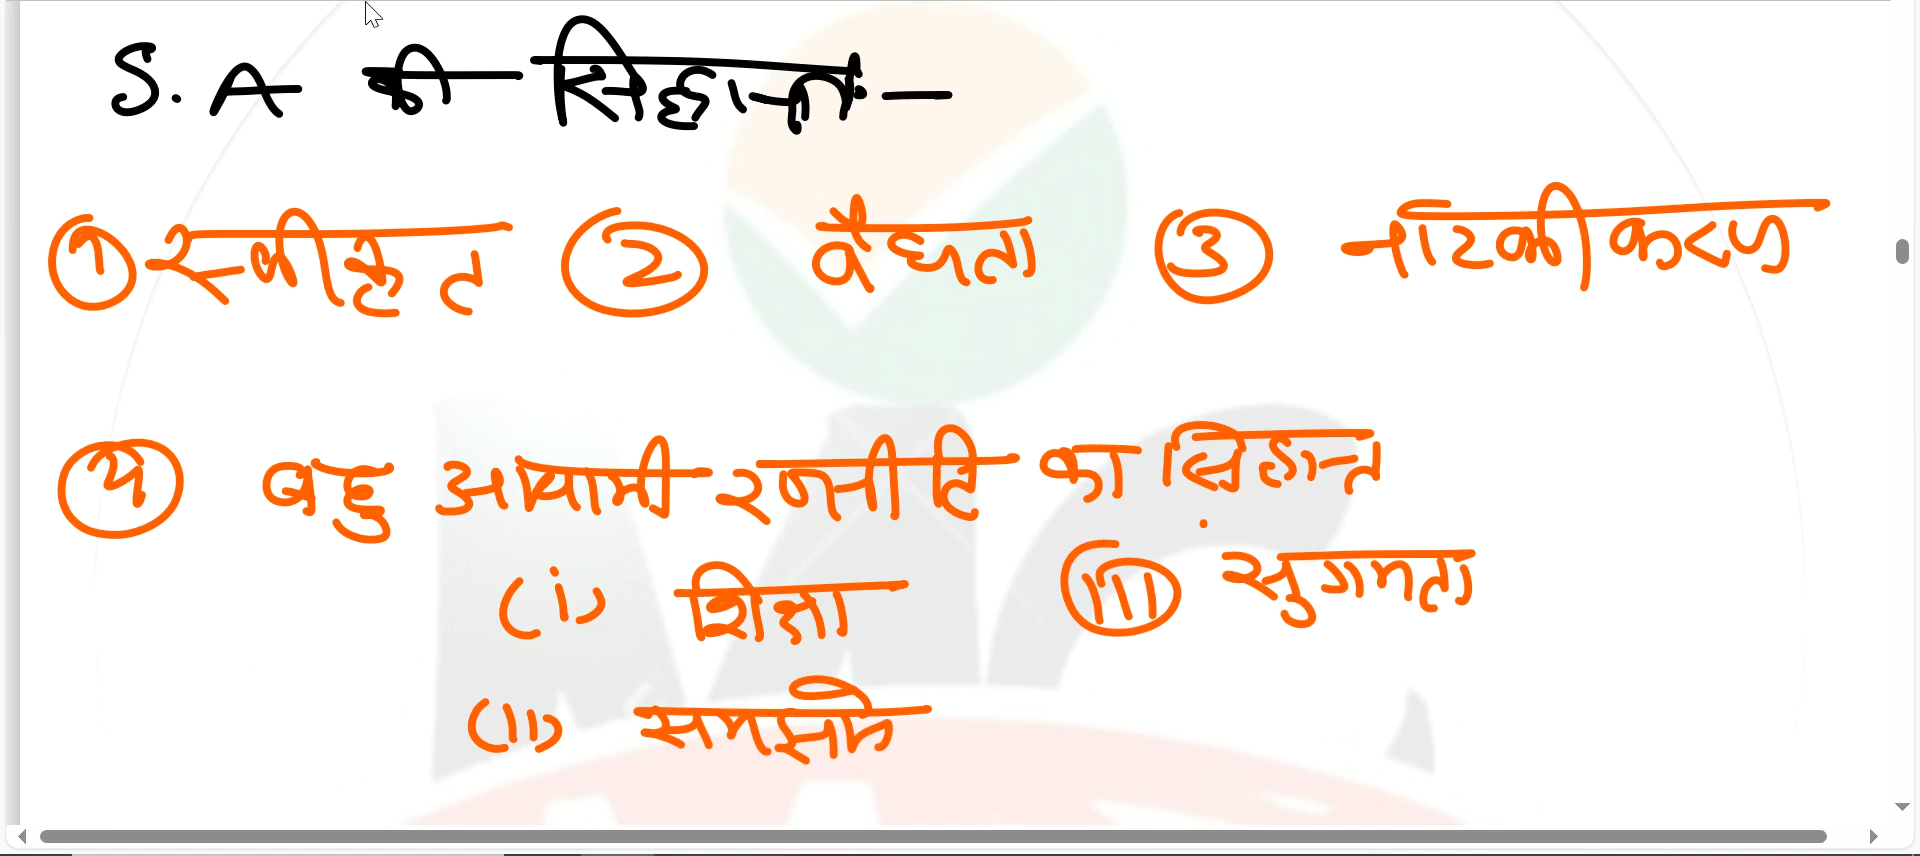 S. A की सिद्धान्त :—
① स्वीकृत ② वैधता ③ नाटकीकरण
④ बहु आयामी रणनीति का सिद्धान्त
(i) शिक्षा (iii) सुगमता
(ii) समझौत